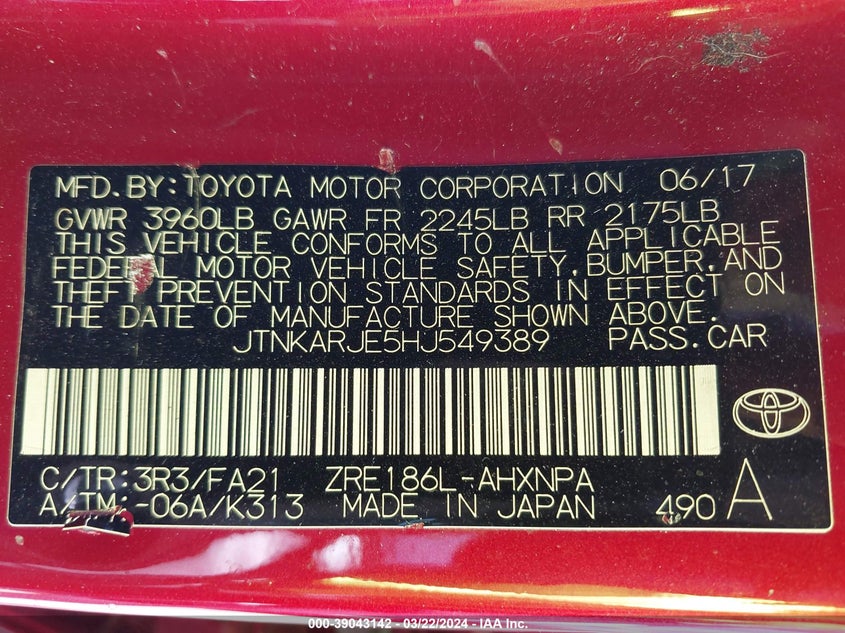 MFD.BY:TOYOTA MOTOR CORPORATION 06/17
GVWR 3960LB GAWR FR 2245LB RR 2175LB
THIS VEHICLE CONFORMS TO ALL APPLICABLE
FEDERAL MOTOR VEHICLE SAFETY,BUMPER,AND
THEFT PREVENTION STANDARDS IN EFFECT ON
THE DATE OF MANUFACTURE SHOWN ABOVE.
JTNKARJE5HJ549389 PASS.CAR
C/TR:3R3/FA21 ZRE186L-AHXNPA
A/TM:-06A/K313 MADE IN JAPAN 490 A
000-39043142 - 03/22/2024 - IAA Inc.